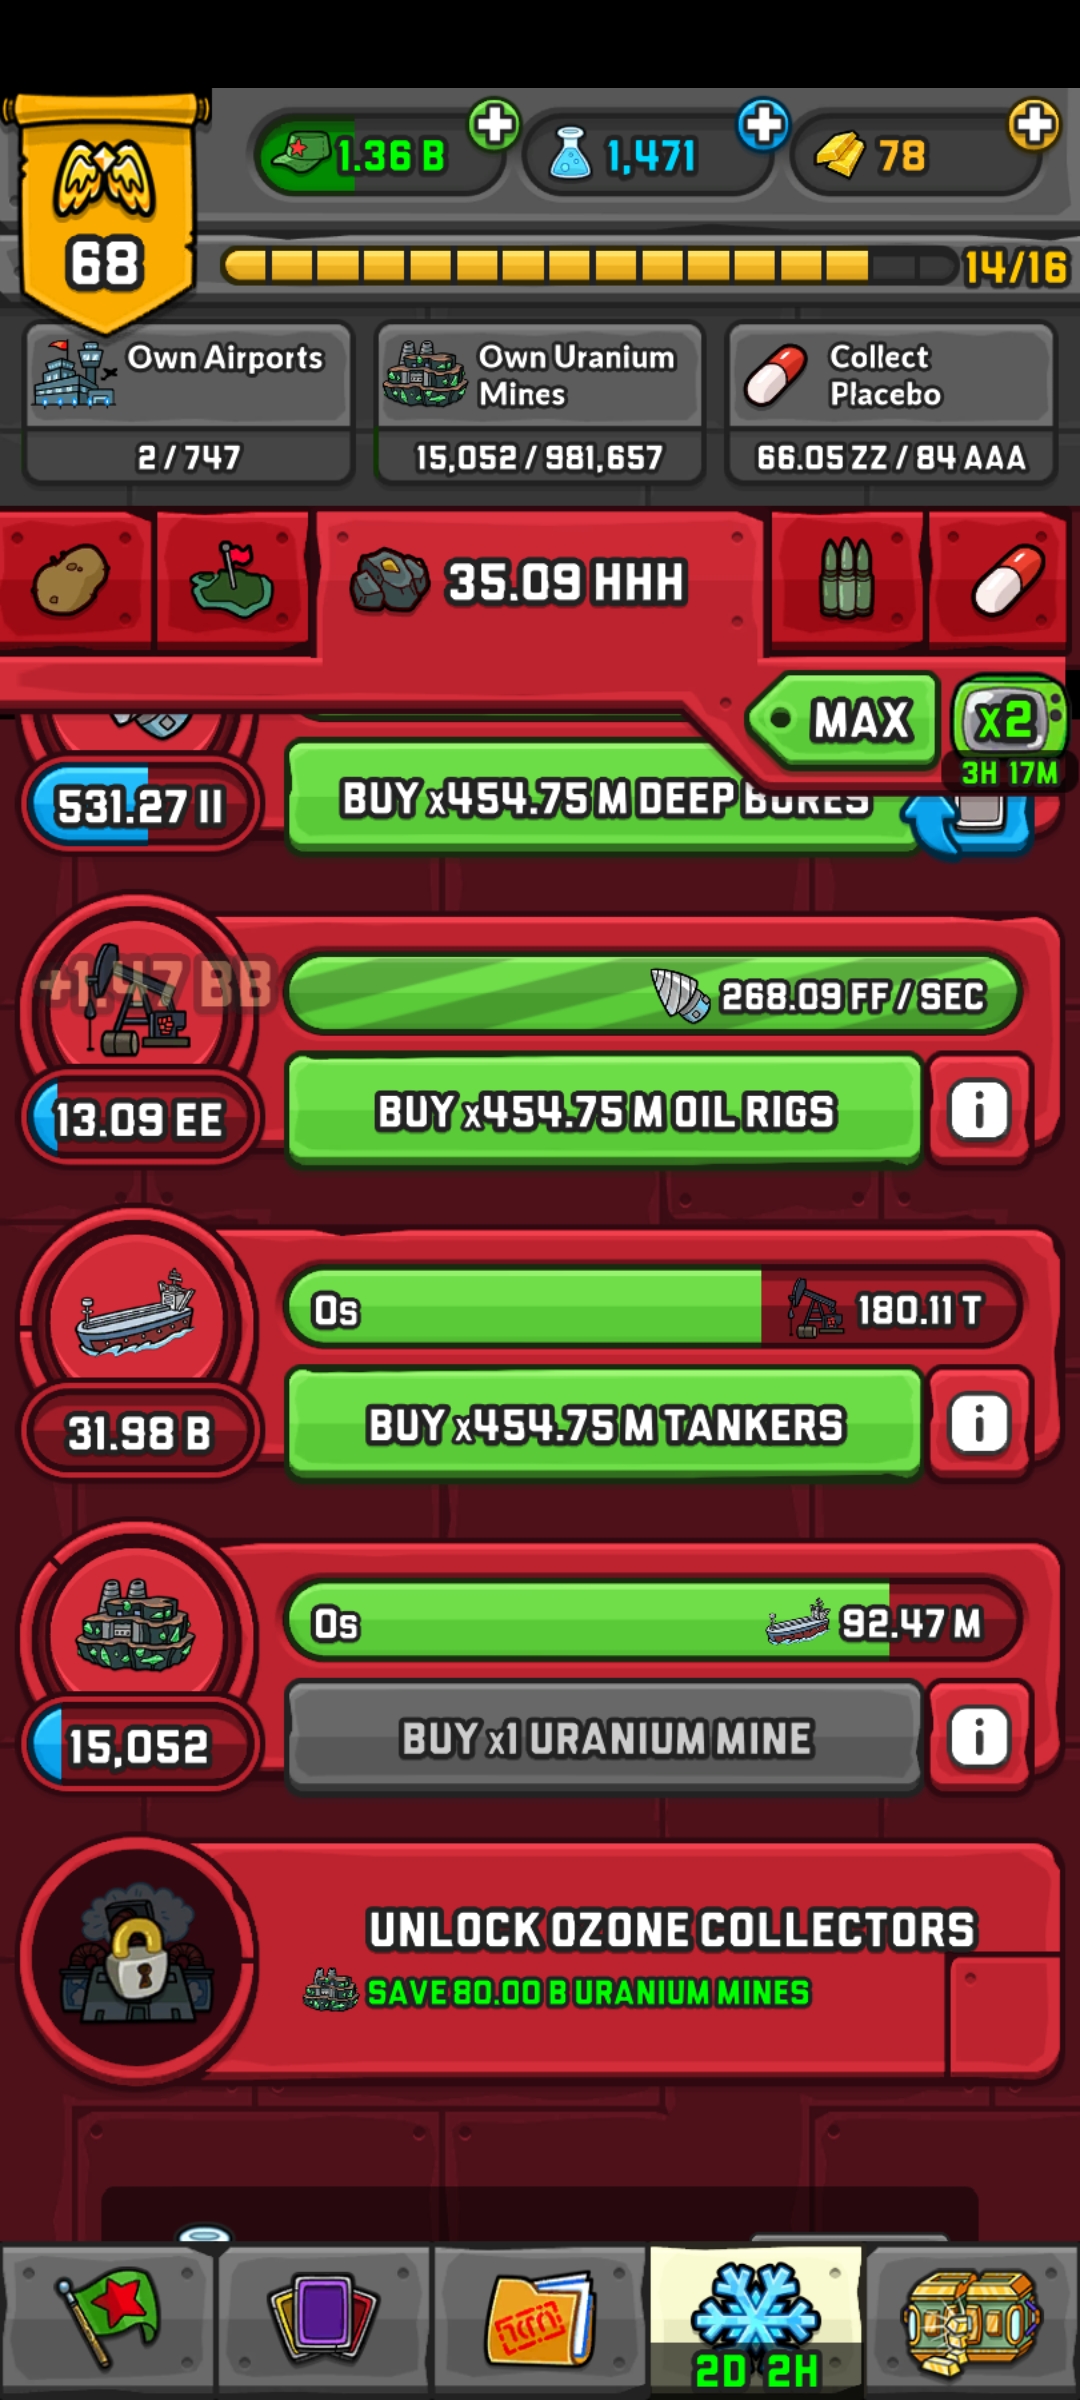 1.36 B
1,471
78
68
14/16
Own Airports
2 / 747
Own Uranium
Mines
15,052 / 981,657
Collect
Placebo
66.05 ZZ / 84 AAA
35.09 HHH
MAX
x2
3H 17M
531.27 II
BUY x454.75 M DEEP BORES
+1.47 BB
268.09 FF / SEC
13.09 EE
BUY x454.75 M OIL RIGS
0s
180.11 T
31.98 B
BUY x454.75 M TANKERS
0s
92.47 M
15,052
BUY x1 URANIUM MINE
UNLOCK OZONE COLLECTORS
SAVE 80.00 B URANIUM MINES
2D 2H